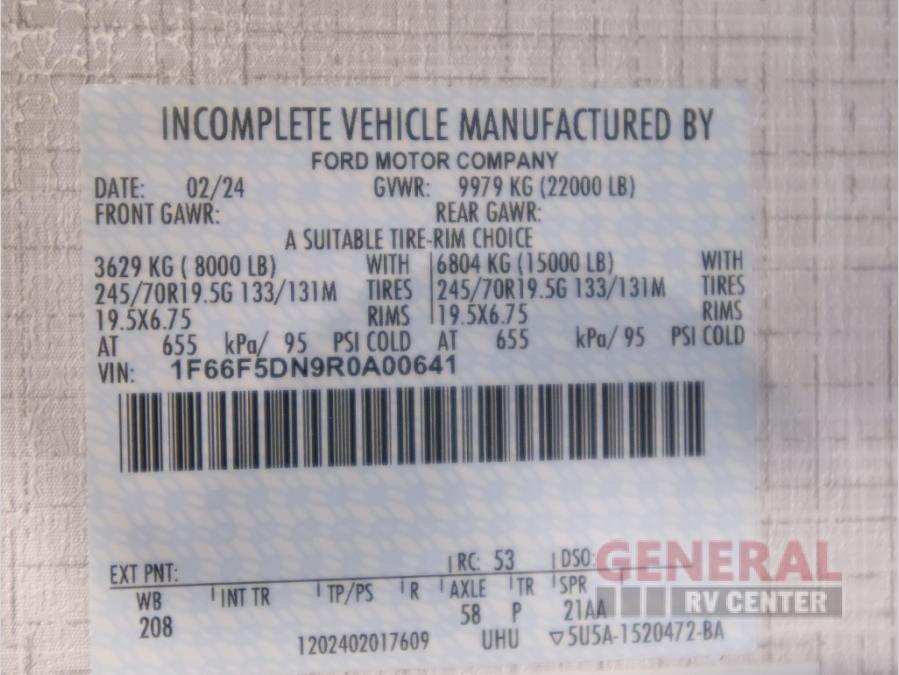 INCOMPLETE VEHICLE MANUFACTURED BY
FORD MOTOR COMPANY
DATE: 02/24 GVWR: 9979 KG (22000 LB)
FRONT GAWR: REAR GAWR:
A SUITABLE TIRE-RIM CHOICE
3629 KG ( 8000 LB) WITH 6804 KG (15000 LB) WITH
245/70R19.5G 133/131M TIRES 245/70R19.5G 133/131M TIRES
19.5X6.75 RIMS 19.5X6.75 RIMS
AT 655 kPa/ 95 PSI COLD AT 655 kPa/ 95 PSI COLD
VIN: 1F66F5DN9R0A00641
EXT PNT: RC: 53 DSO:
WB INT TR TP/PS R AXLE TR SPR
208 58 P 21AA
1202402017609 UHU ▽5U5A-1520472-BA
GENERAL
RV CENTER